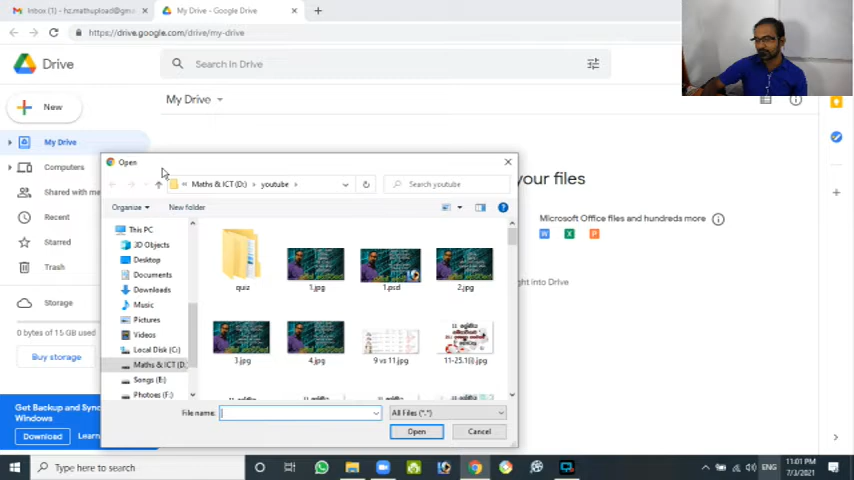 Inbox (1) - hc.mathupload@gma
My Drive - Google Drive
https://drive.google.com/drive/my-drive
Drive
Search in Drive
New
My Drive
My Drive
Computers
Shared with me
Recent
Starred
Trash
Storage
0 bytes of 15 GB used
Buy storage
Get Backup and Sync
Windows
Download
Learn
your files
Microsoft Office files and hundreds more
W X P
Open
Maths & ICT (D:)
youtube
Search youtube
Organize
New folder
This PC
3D Objects
Desktop
Documents
Downloads
Music
Pictures
Videos
Local Disk (C:)
Maths & ICT (D:
Songs (E:)
Photoes (F:)
quiz
1.jpg
1.psd
2.jpg
3.jpg
4.jpg
9 vs 11.jpg
11-25.1(i).jpg
File name:
All Files (*.*)
Open
Cancel
Type here to search
ENG
11:01 PM
7/3/2021